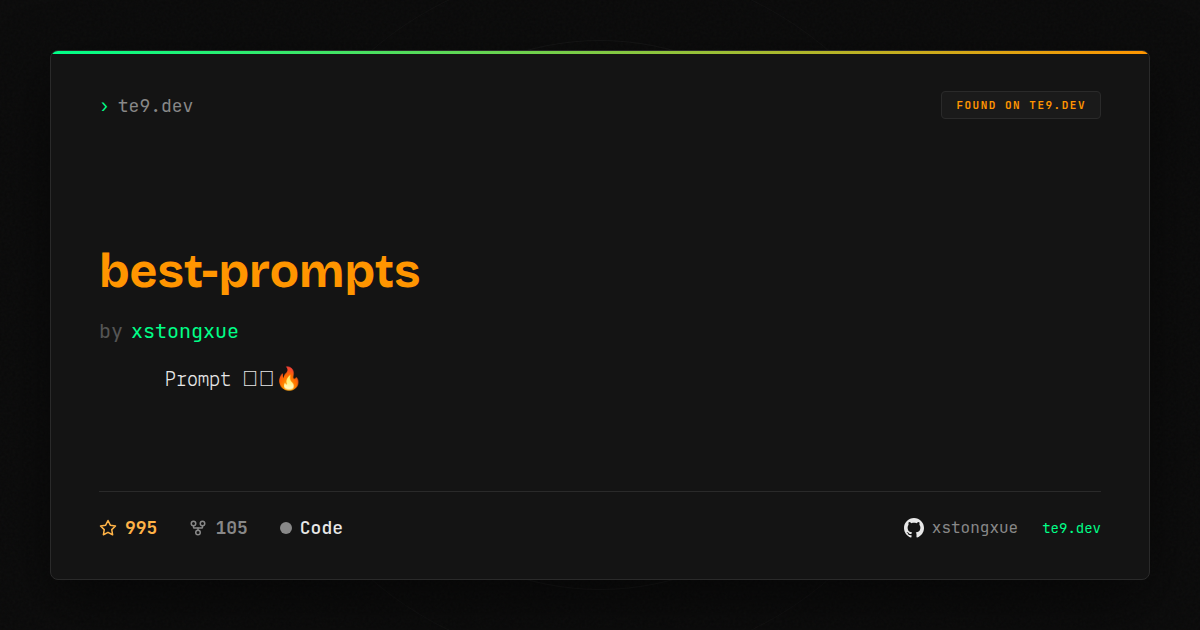 › te9.dev
FOUND ON TE9.DEV
best-prompts
by xstongxue
Prompt □□🔥
995 105 Code
xstongxue te9.dev